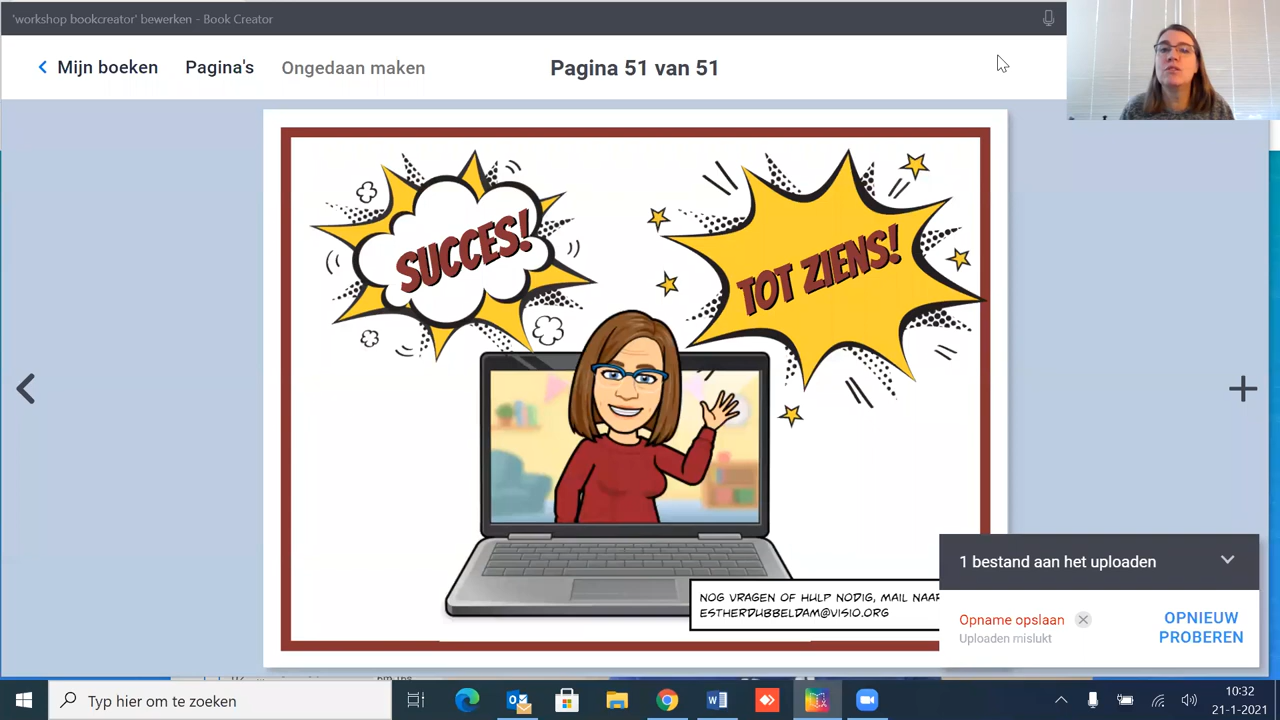 'workshop bookcreator' bewerken - Book Creator
Mijn boeken
Pagina's
Ongedaan maken
Pagina 51 van 51
SUCCES!
TOT ZIENS!
NOG VRAGEN OF HULP NODIG, MAIL NAAR
ESTHERDUBBELDAM@VISIO.ORG
1 bestand aan het uploaden
Opname opslaan
Uploaden mislukt
OPNIEUW
PROBEREN
Typ hier om te zoeken
10:32
21-1-2021